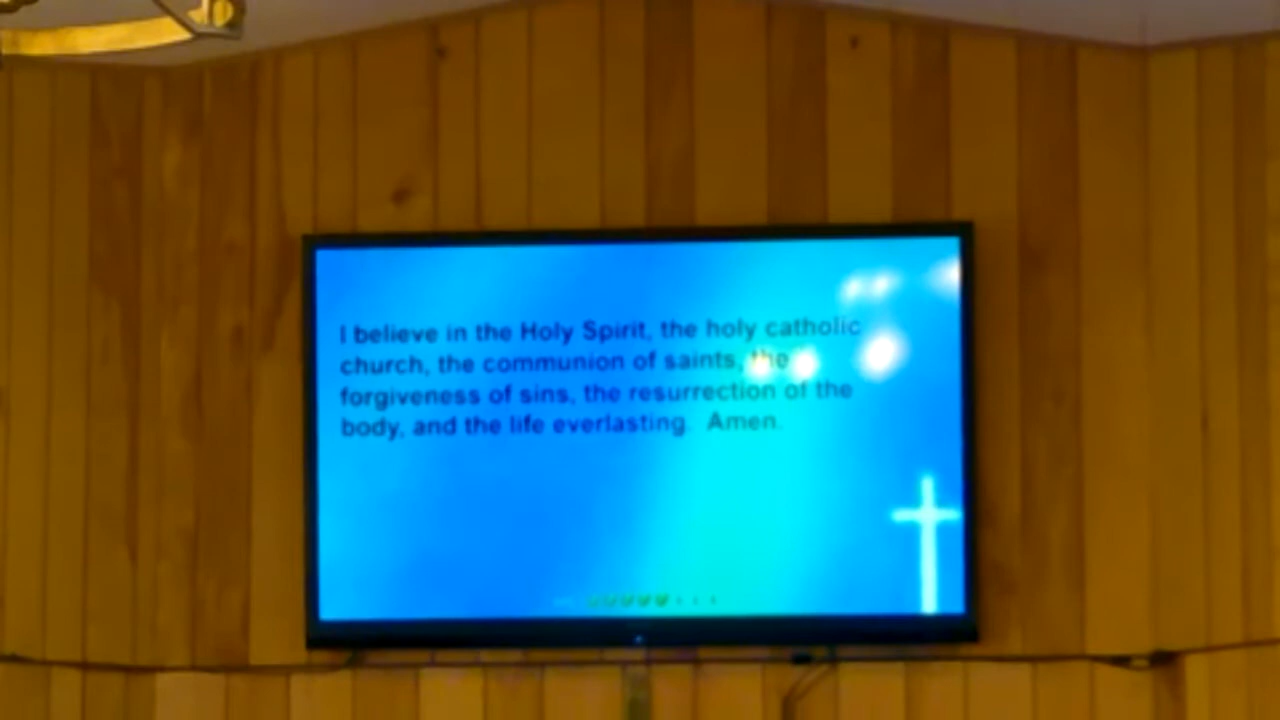 I believe in the Holy Spirit, the holy catholic
church, the communion of saints, the
forgiveness of sins, the resurrection of the
body, and the life everlasting.  Amen.